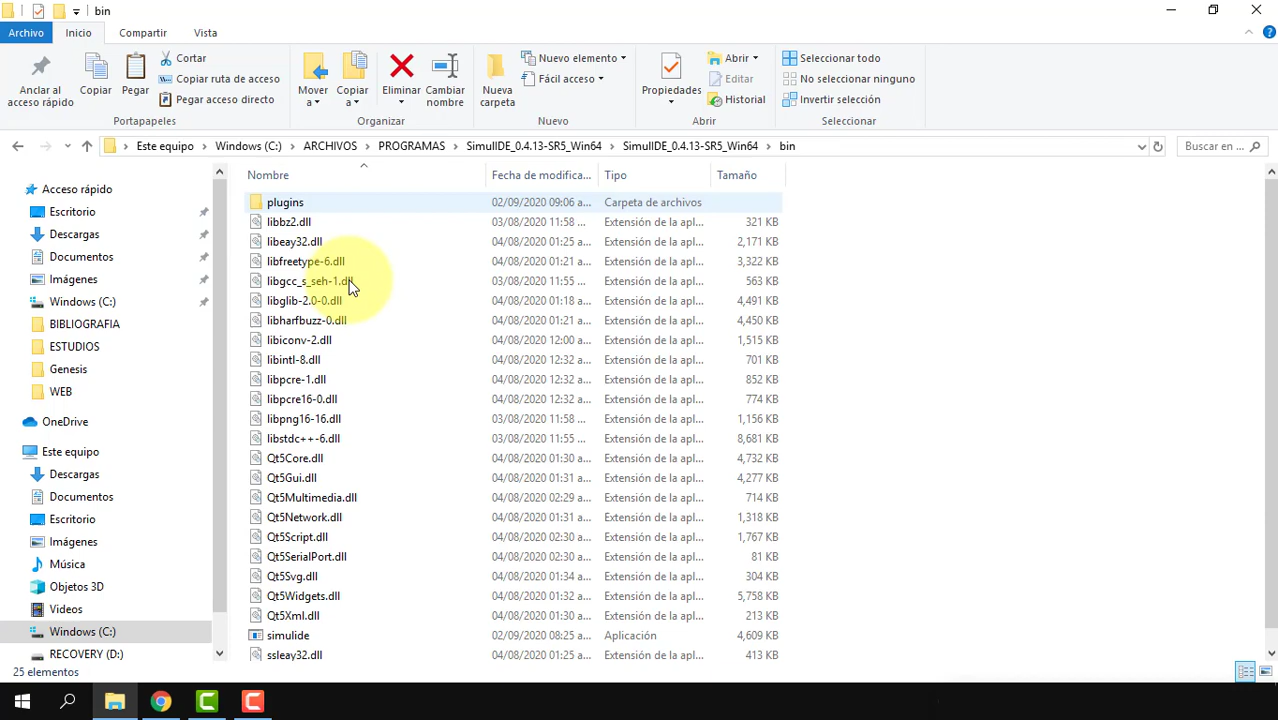 bin
Archivo Inicio Compartir Vista
Anclar al acceso rápido
Copiar
Pegar
Cortar
Copiar ruta de acceso
Pegar acceso directo
Portapapeles
Mover a
Copiar a
Eliminar
Cambiar nombre
Organizar
Nueva carpeta
Nuevo elemento
Fácil acceso
Nuevo
Propiedades
Abrir
Editar
Historial
Abrir
Seleccionar todo
No seleccionar ninguno
Invertir selección
Seleccionar
Este equipo > Windows (C:) > ARCHIVOS > PROGRAMAS > SimulIDE_0.4.13-SR5_Win64 > SimulIDE_0.4.13-SR5_Win64 > bin
Buscar en ...
Acceso rápido
Escritorio
Descargas
Documentos
Imágenes
Windows (C:)
BIBLIOGRAFIA
ESTUDIOS
Genesis
WEB
OneDrive
Este equipo
Descargas
Documentos
Escritorio
Imágenes
Música
Objetos 3D
Videos
Windows (C:)
RECOVERY (D:)
Nombre Fecha de modifica... Tipo Tamaño
plugins 02/09/2020 09:06 a... Carpeta de archivos
libbz2.dll 03/08/2020 11:58 ... Extensión de la apl... 321 KB
libeay32.dll 04/08/2020 01:25 a... Extensión de la apl... 2,171 KB
libfreetype-6.dll 04/08/2020 01:21 a... Extensión de la apl... 3,322 KB
libgcc_s_seh-1.dll 03/08/2020 11:55 ... Extensión de la apl... 563 KB
libglib-2.0-0.dll 04/08/2020 01:18 a... Extensión de la apl... 4,491 KB
libharfbuzz-0.dll 04/08/2020 01:21 a... Extensión de la apl... 4,450 KB
libiconv-2.dll 04/08/2020 12:00 a... Extensión de la apl... 1,515 KB
libintl-8.dll 04/08/2020 12:32 a... Extensión de la apl... 701 KB
libpcre-1.dll 04/08/2020 12:32 a... Extensión de la apl... 852 KB
libpcre16-0.dll 04/08/2020 12:32 a... Extensión de la apl... 774 KB
libpng16-16.dll 03/08/2020 11:58 ... Extensión de la apl... 1,156 KB
libstdc++-6.dll 03/08/2020 11:55 ... Extensión de la apl... 8,681 KB
Qt5Core.dll 04/08/2020 01:30 a... Extensión de la apl... 4,732 KB
Qt5Gui.dll 04/08/2020 01:31 a... Extensión de la apl... 4,277 KB
Qt5Multimedia.dll 04/08/2020 02:29 a... Extensión de la apl... 714 KB
Qt5Network.dll 04/08/2020 01:31 a... Extensión de la apl... 1,318 KB
Qt5Script.dll 04/08/2020 02:30 a... Extensión de la apl... 1,767 KB
Qt5SerialPort.dll 04/08/2020 02:30 a... Extensión de la apl... 81 KB
Qt5Svg.dll 04/08/2020 01:34 a... Extensión de la apl... 304 KB
Qt5Widgets.dll 04/08/2020 01:32 a... Extensión de la apl... 5,758 KB
Qt5Xml.dll 04/08/2020 01:30 a... Extensión de la apl... 213 KB
simulide 02/09/2020 08:25 a... Aplicación 4,609 KB
ssleay32.dll 04/08/2020 01:25 a... Extensión de la apl... 413 KB
25 elementos